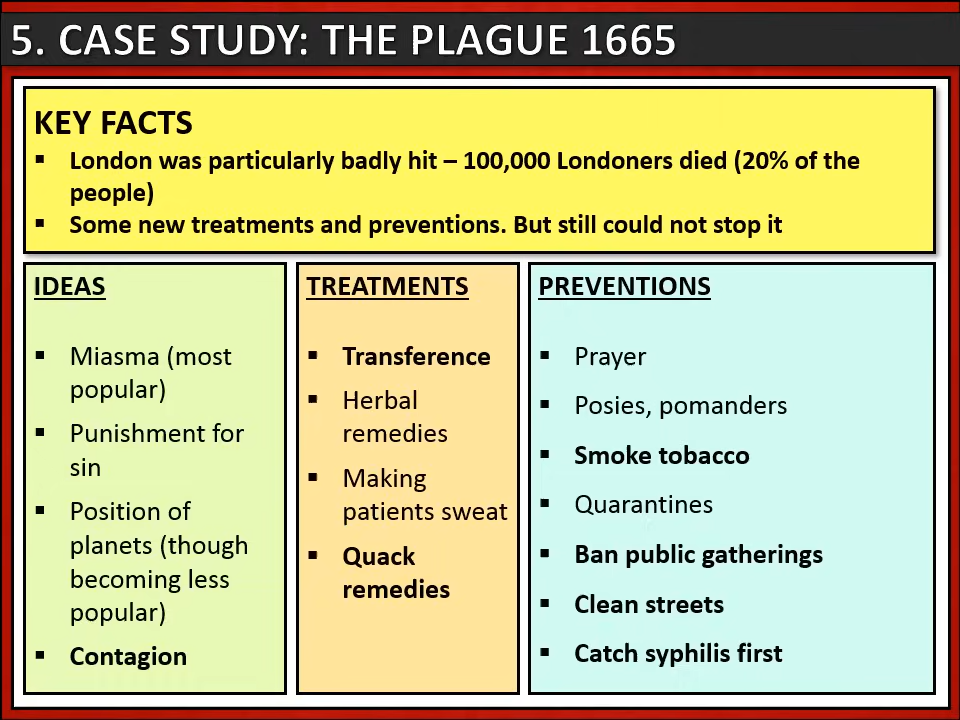 5. CASE STUDY: THE PLAGUE 1665
KEY FACTS
▪ London was particularly badly hit – 100,000 Londoners died (20% of the
people)
▪ Some new treatments and preventions. But still could not stop it
IDEAS
▪ Miasma (most
popular)
▪ Punishment for
sin
▪ Position of
planets (though
becoming less
popular)
▪ Contagion
TREATMENTS
▪ Transference
▪ Herbal
remedies
▪ Making
patients sweat
▪ Quack
remedies
PREVENTIONS
▪ Prayer
▪ Posies, pomanders
▪ Smoke tobacco
▪ Quarantines
▪ Ban public gatherings
▪ Clean streets
▪ Catch syphilis first